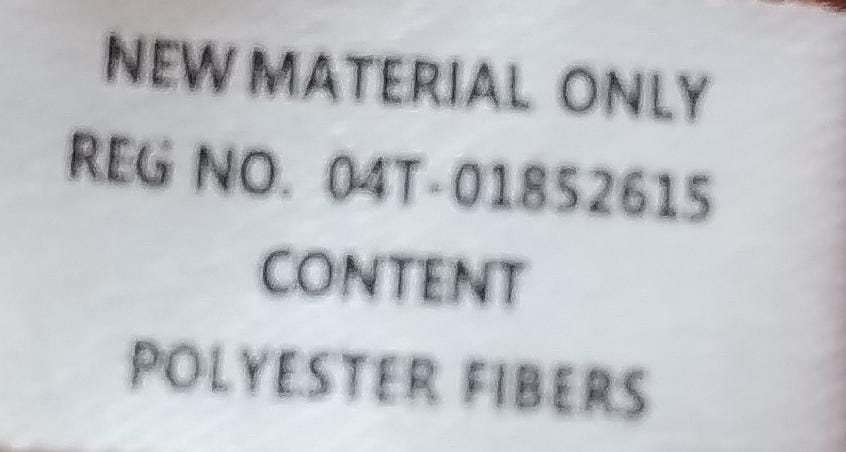 NEW MATERIAL ONLY
REG NO. 04T-01852615
CONTENT
POLYESTER FIBERS